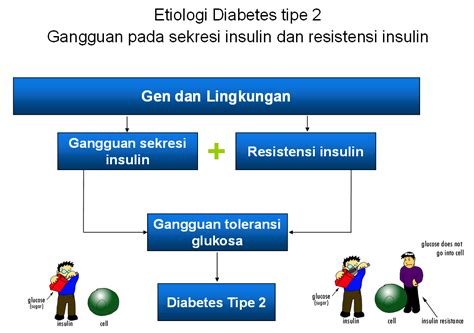 Etiologi Diabetes tipe 2
Gangguan pada sekresi insulin dan resistensi insulin
Gen dan Lingkungan
Gangguan sekresi
insulin
+
Resistensi insulin
Gangguan toleransi
glukosa
Diabetes Tipe 2
glucose
(sugar)
insulin
cell
glucose does not
go into cell
glucose
(sugar)
insulin
cell
insulin resistance